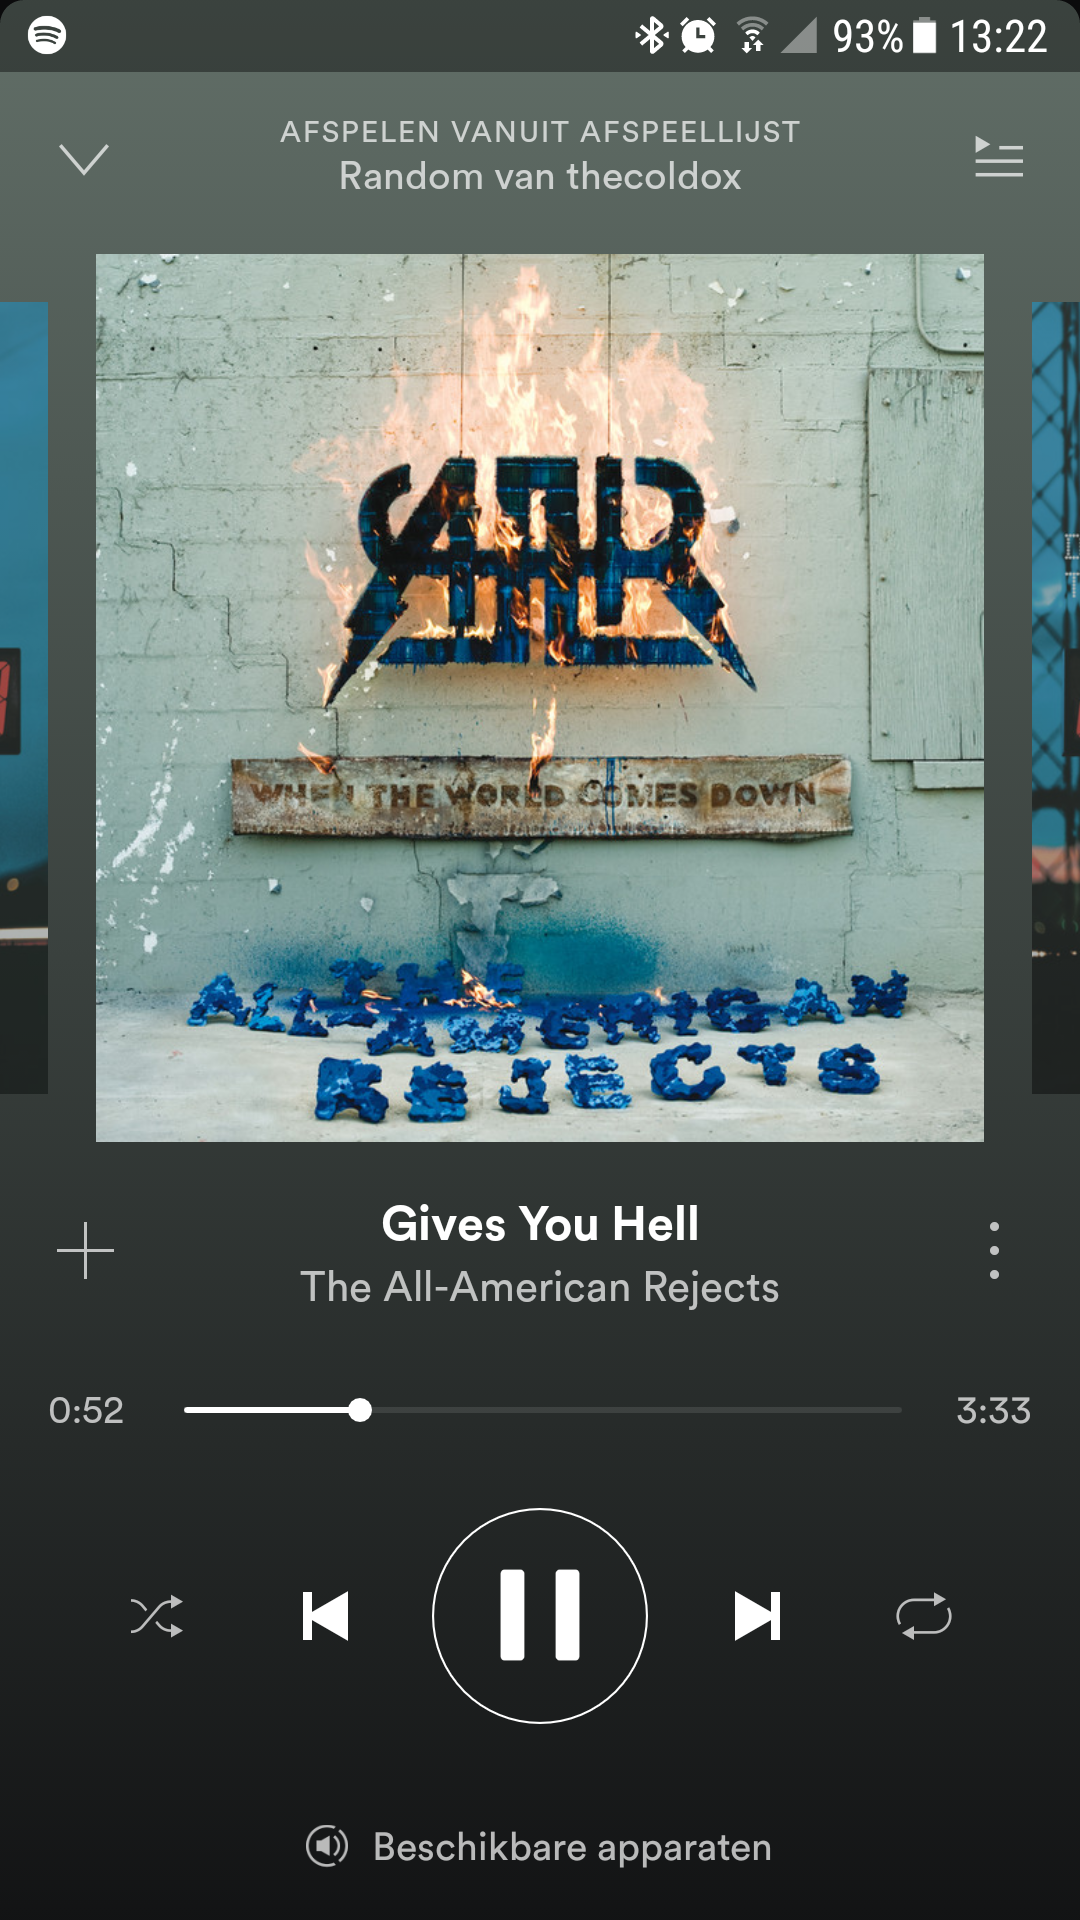 93% 13:22
AFSPELEN VANUIT AFSPEELLIJST
Random van thecoldox
AAR
WHEN THE WORLD COMES DOWN
THE
ALL-AMERICAN
REJECTS
Gives You Hell
The All-American Rejects
0:52 3:33
Beschikbare apparaten